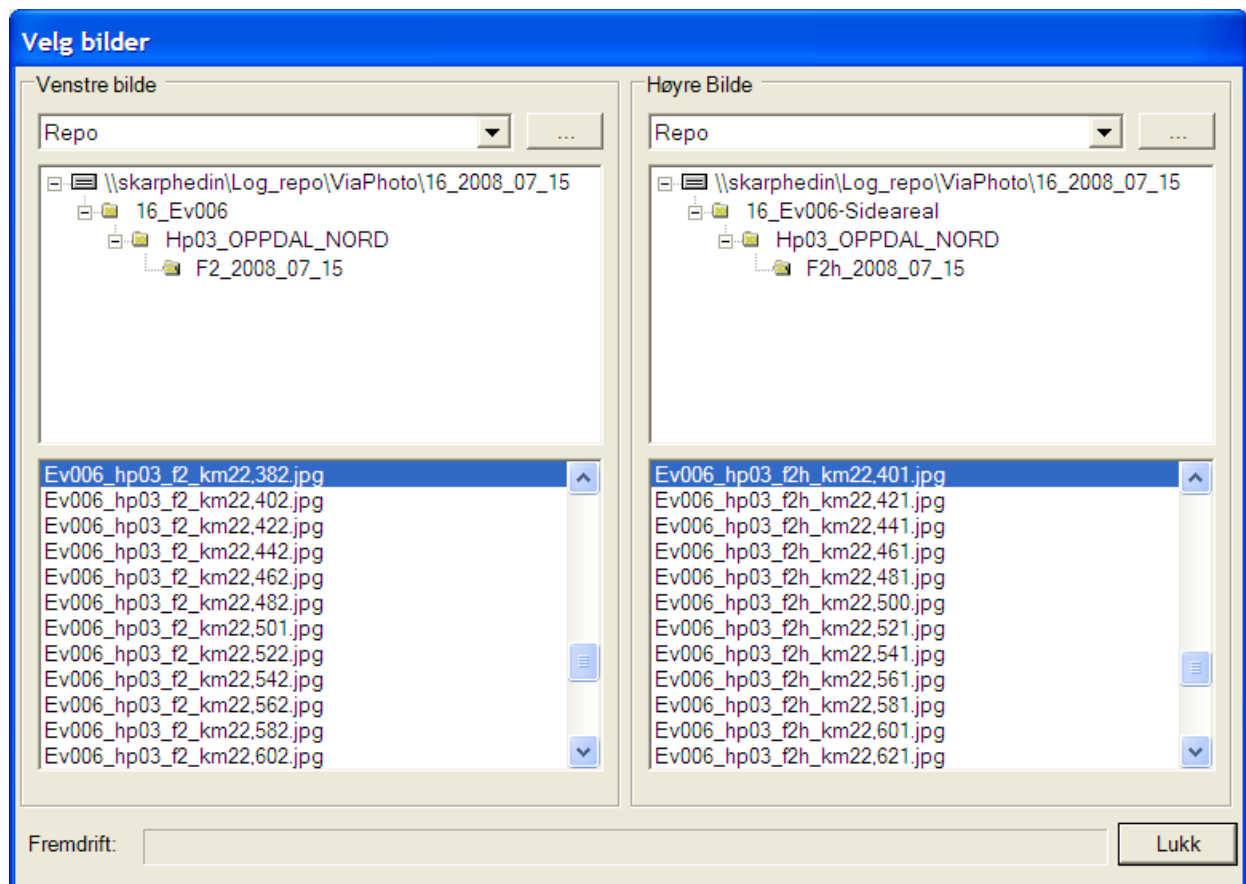 Velg bilder
Venstre bilde
Repo
...
\\skarphedin\Log_repo\ViaPhoto\16_2008_07_15
16_Ev006
Hp03_OPPDAL_NORD
F2_2008_07_15
Ev006_hp03_f2_km22,382.jpg
Ev006_hp03_f2_km22,402.jpg
Ev006_hp03_f2_km22,422.jpg
Ev006_hp03_f2_km22,442.jpg
Ev006_hp03_f2_km22,462.jpg
Ev006_hp03_f2_km22,482.jpg
Ev006_hp03_f2_km22,501.jpg
Ev006_hp03_f2_km22,522.jpg
Ev006_hp03_f2_km22,542.jpg
Ev006_hp03_f2_km22,562.jpg
Ev006_hp03_f2_km22,582.jpg
Ev006_hp03_f2_km22,602.jpg
Høyre Bilde
Repo
...
\\skarphedin\Log_repo\ViaPhoto\16_2008_07_15
16_Ev006-Sideareal
Hp03_OPPDAL_NORD
F2h_2008_07_15
Ev006_hp03_f2h_km22,401.jpg
Ev006_hp03_f2h_km22,421.jpg
Ev006_hp03_f2h_km22,441.jpg
Ev006_hp03_f2h_km22,461.jpg
Ev006_hp03_f2h_km22,481.jpg
Ev006_hp03_f2h_km22,500.jpg
Ev006_hp03_f2h_km22,521.jpg
Ev006_hp03_f2h_km22,541.jpg
Ev006_hp03_f2h_km22,561.jpg
Ev006_hp03_f2h_km22,581.jpg
Ev006_hp03_f2h_km22,601.jpg
Ev006_hp03_f2h_km22,621.jpg
Fremdrift:
Lukk